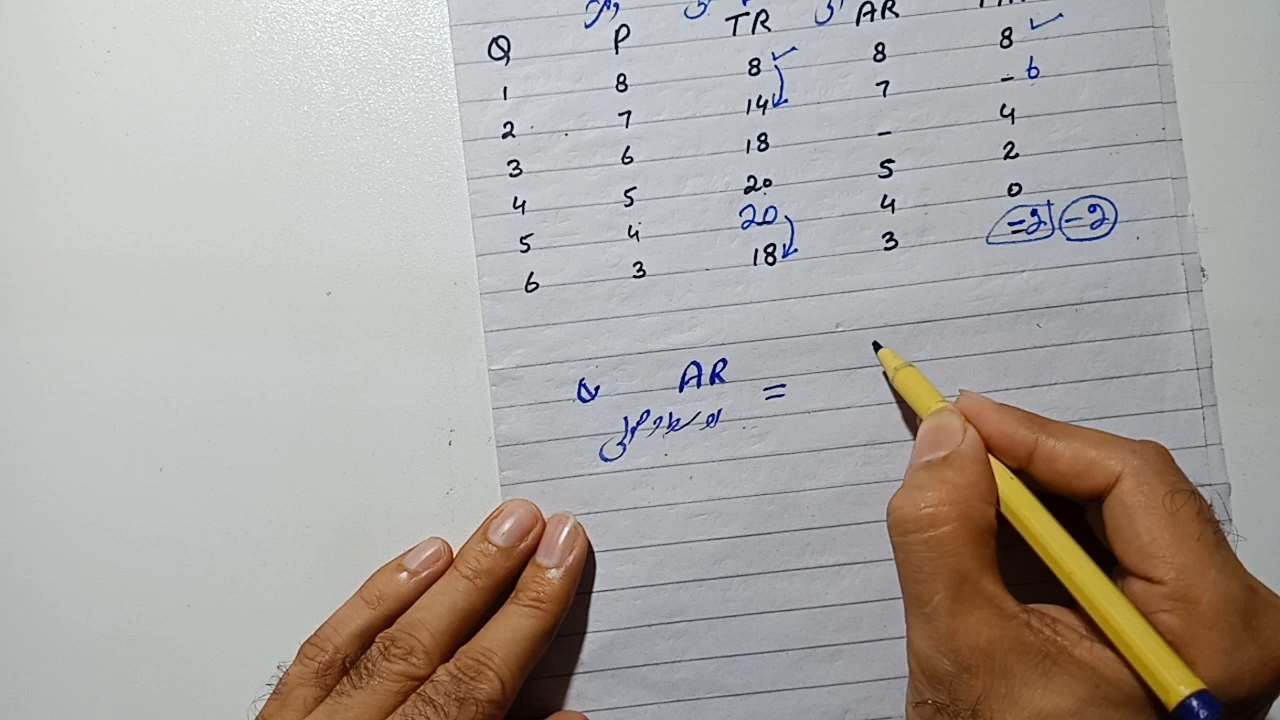 Q P TR AR
1 8 8 8 8
2 7 14 7 - 6
3 6 18 - 4
4 5 20 5 2
5 4 20 4 0
6 3 18 3 =2 -2
AR =